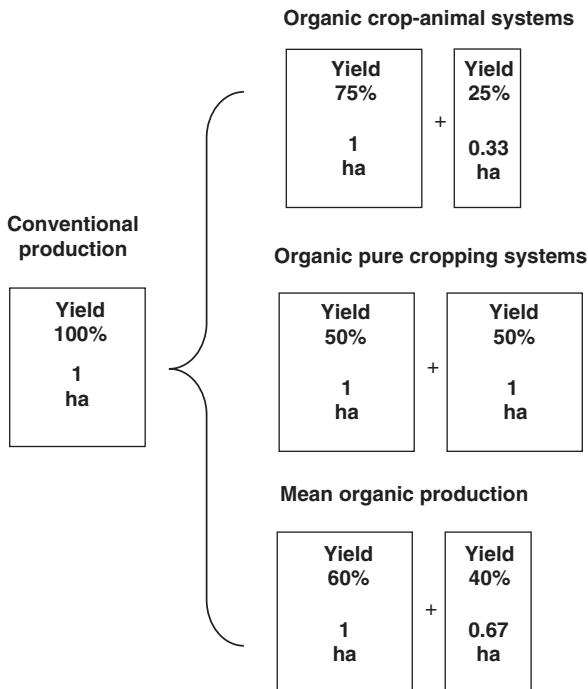 Organic crop-animal systems
Yield
75%
1
ha
+
Yield
25%
0.33
ha
Conventional
production
Yield
100%
1
ha
Organic pure cropping systems
Yield
50%
1
ha
+
Yield
50%
1
ha
Mean organic production
Yield
60%
1
ha
+
Yield
40%
0.67
ha